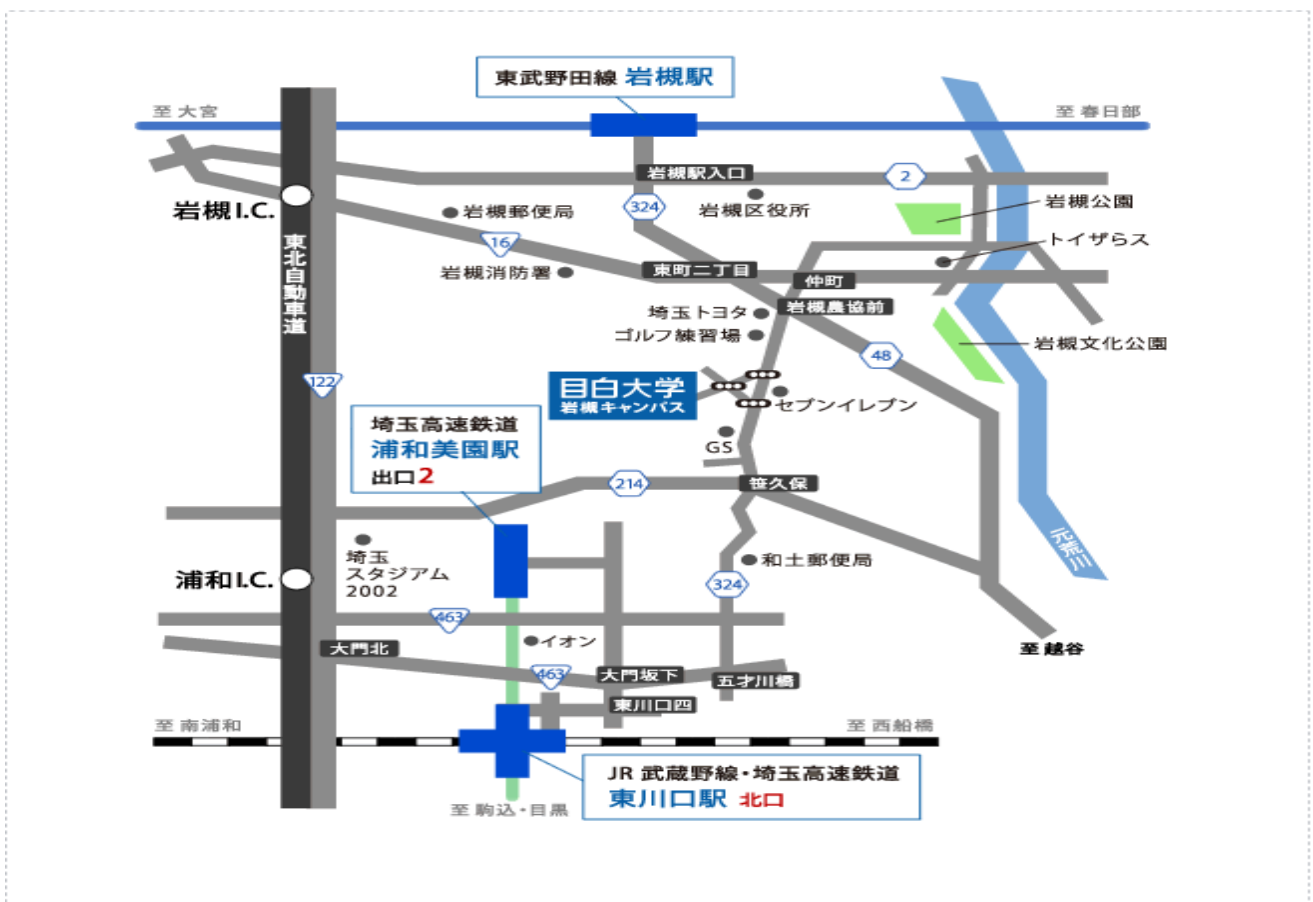 東武野田線 岩槻駅
至 大宮
至 春日部
岩槻駅入口
2
岩槻I.C.
岩槻郵便局
324
岩槻区役所
岩槻公園
16
トイザらス
東北自動車道
岩槻消防署
東町二丁目
仲町
埼玉トヨタ
岩槻農協前
ゴルフ練習場
岩槻文化公園
48
122
目白大学
岩槻キャンパス
セブンイレブン
埼玉高速鉄道
浦和美園駅
出口2
GS
214
笹久保
元荒川
埼玉
スタジアム
2002
和土郵便局
浦和I.C.
324
463
イオン
大門北
至 越谷
463
大門坂下
五才川橋
東川口四
至 南浦和
至 西船橋
JR 武蔵野線・埼玉高速鉄道
東川口駅 北口
至 駒込・目黒